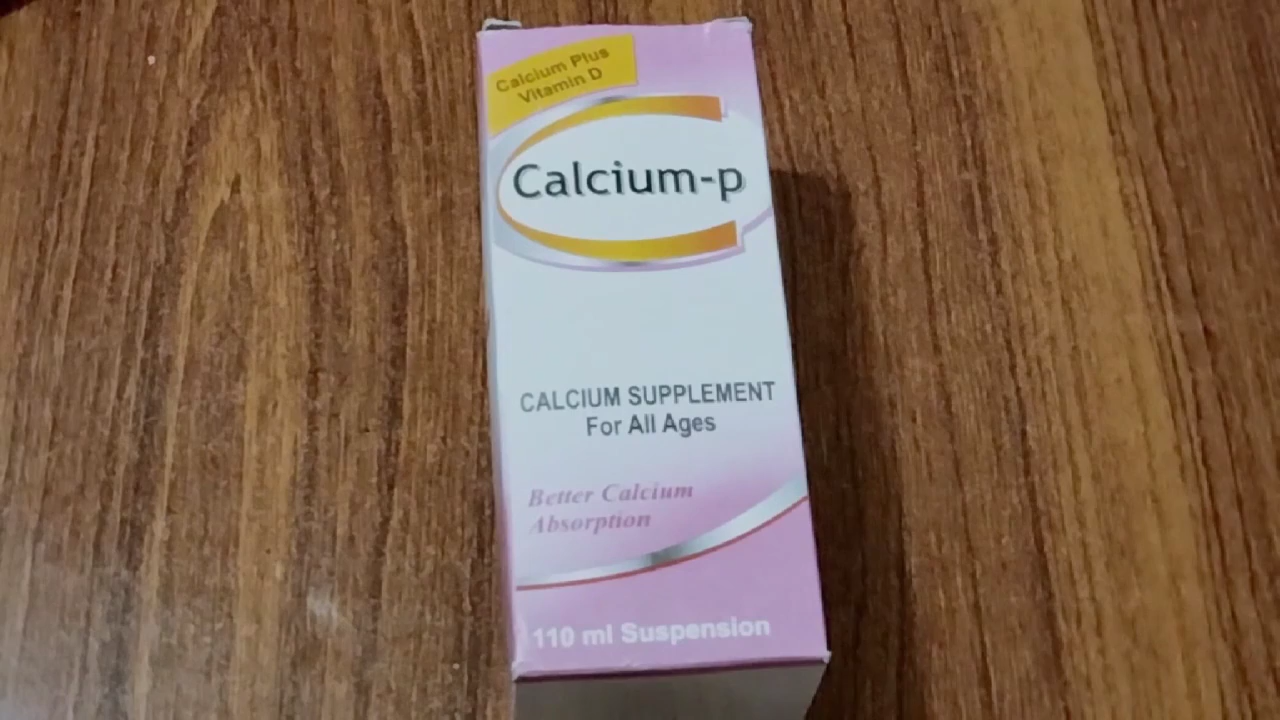 Calcium Plus
Vitamin D
Calcium-p
CALCIUM SUPPLEMENT
For All Ages
Better Calcium
Absorption
110 ml Suspension